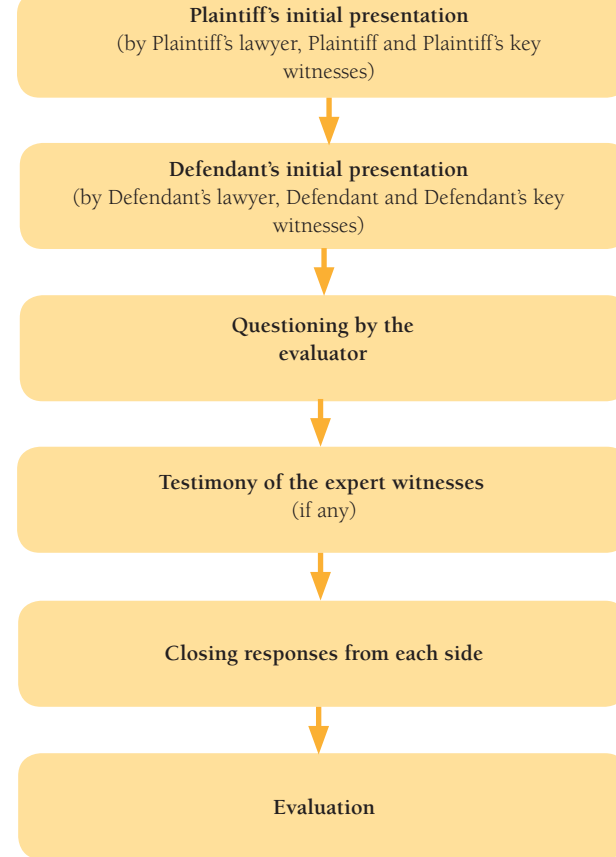 Plaintiff’s initial presentation
(by Plaintiff’s lawyer, Plaintiff and Plaintiff’s key
witnesses)
Defendant’s initial presentation
(by Defendant’s lawyer, Defendant and Defendant’s key
witnesses)
Questioning by the
evaluator
Testimony of the expert witnesses
(if any)
Closing responses from each side
Evaluation